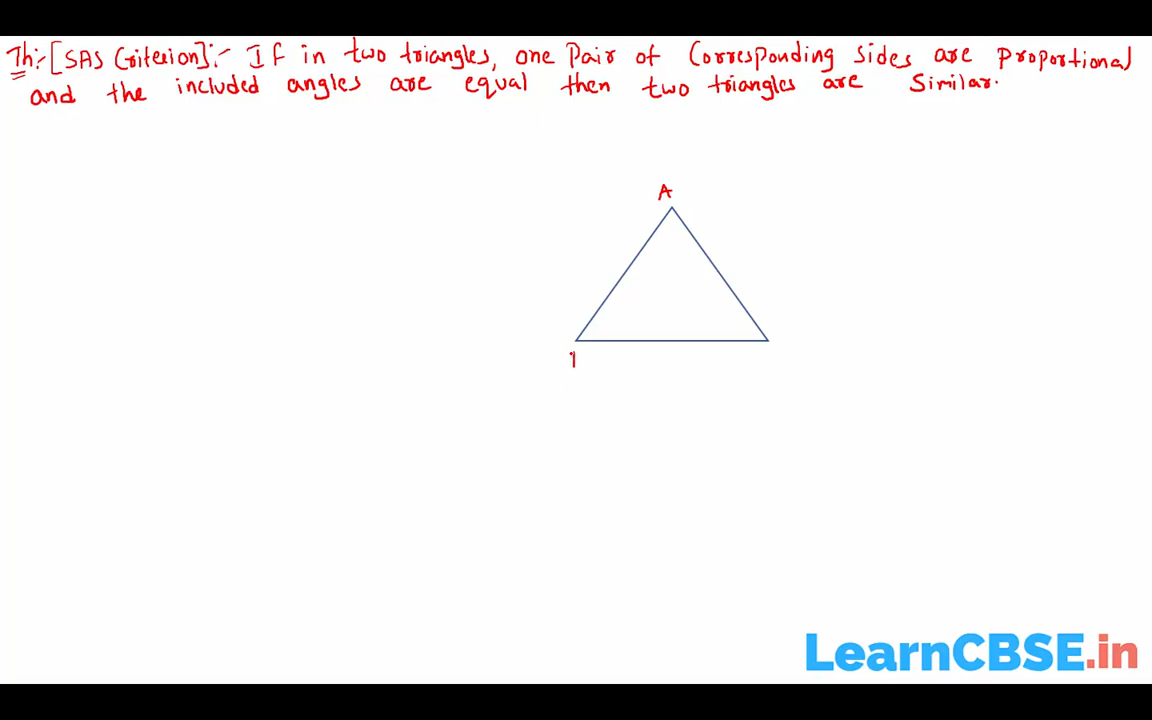 Th:- [SAS Criterion]:- If in two triangles, one Pair of Corresponding sides are proportional
and the included angles are equal then two triangles are Similar.
A
LearnCBSE.in